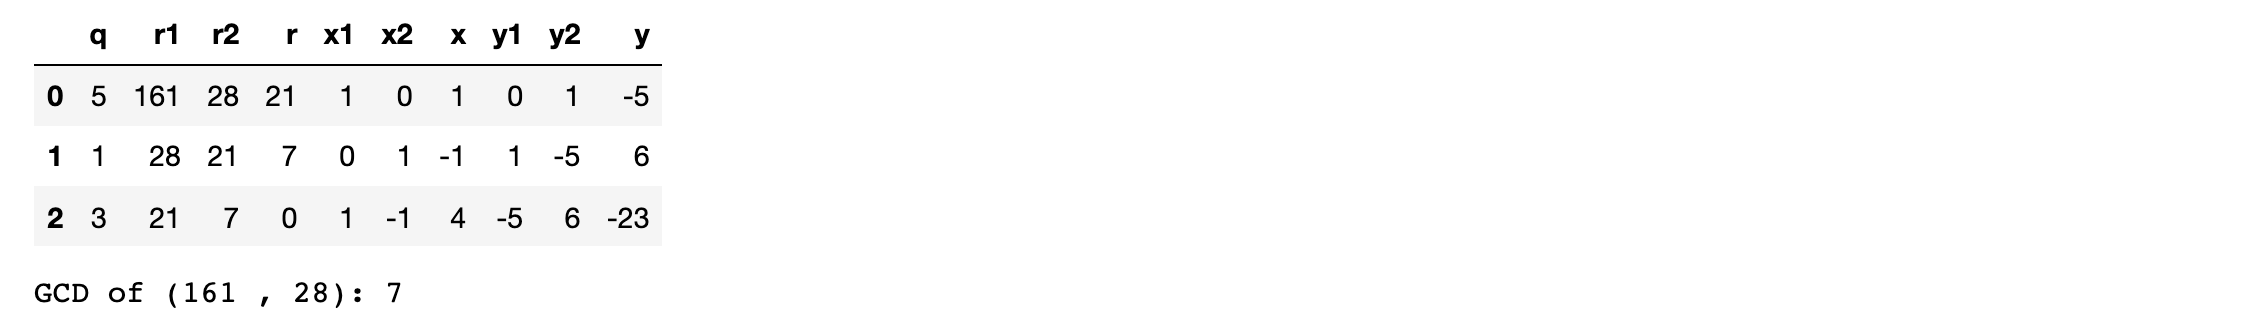 q r1 r2 r x1 x2 x y1 y2 y
0 5 161 28 21 1 0 1 0 1 -5
1 1 28 21 7 0 1 -1 1 -5 6
2 3 21 7 0 1 -1 4 -5 6 -23
GCD of (161 , 28): 7